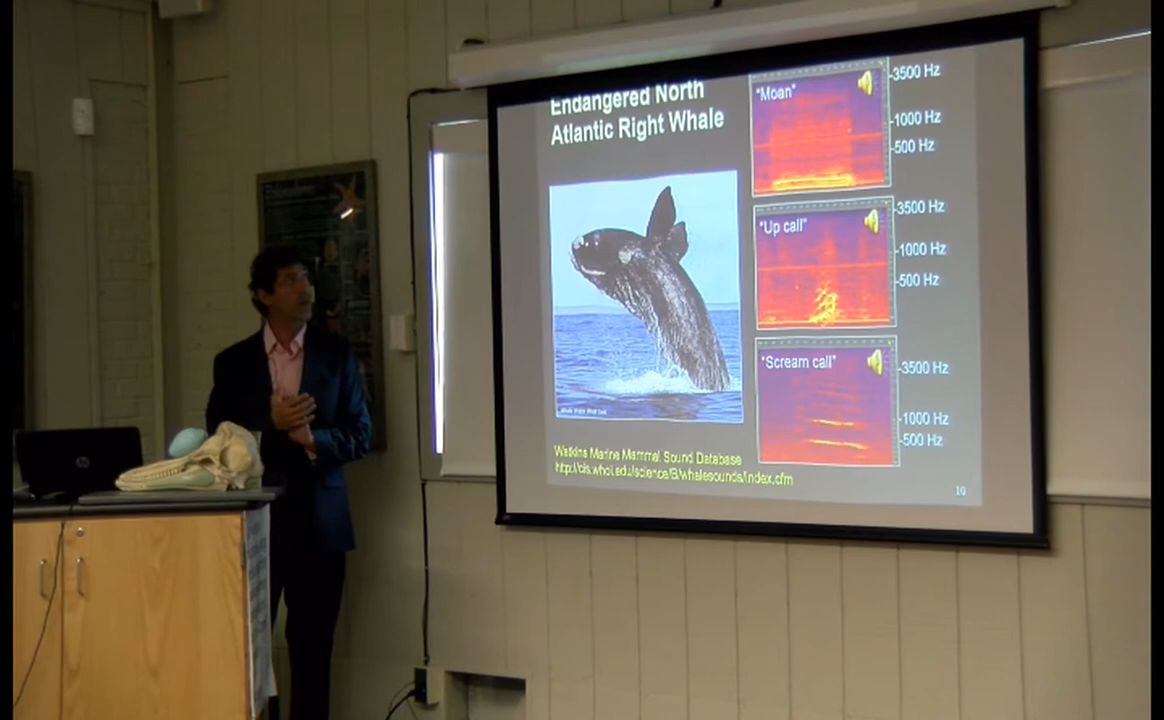 Endangered North
Atlantic Right Whale
"Moan"
3500 Hz
1000 Hz
500 Hz
"Up call"
3500 Hz
1000 Hz
500 Hz
"Scream call"
3500 Hz
1000 Hz
500 Hz
Watkins Marine Mammal Sound Database
http://cis.whoi.edu/science/B/whalesounds/index.cfm
10
hp